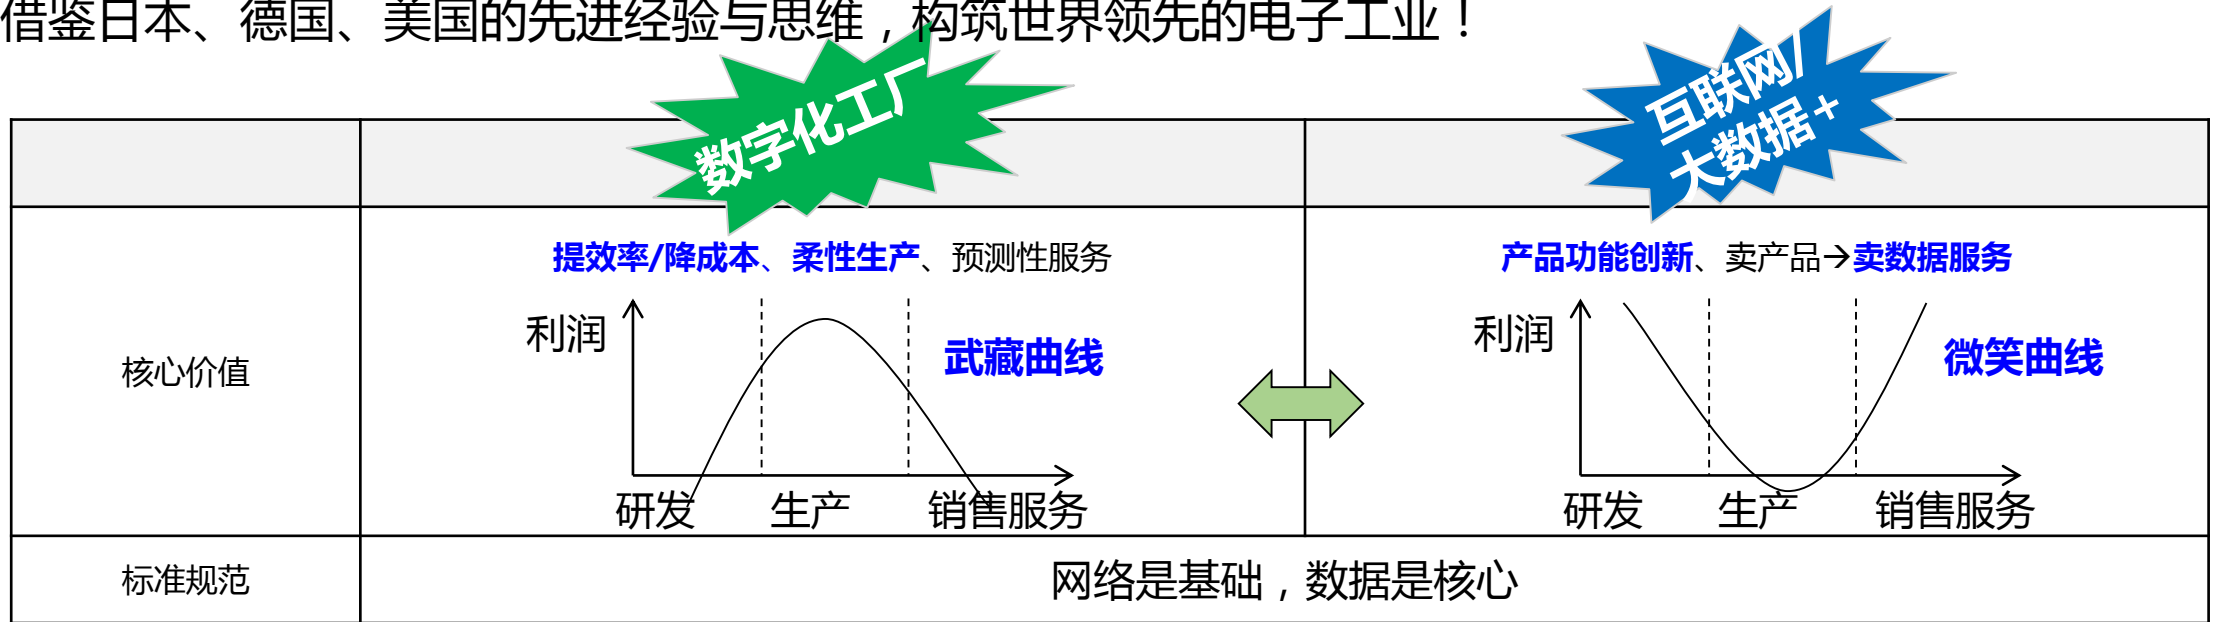 借鉴日本、德国、美国的先进经验与思维，构筑世界领先的电子工业！
数字化工厂
互联网/
大数据+
核心价值
提效率/降成本、柔性生产、预测性服务
利润
武藏曲线
研发 生产 销售服务
产品功能创新、卖产品→卖数据服务
利润
微笑曲线
研发 生产 销售服务
标准规范
网络是基础，数据是核心